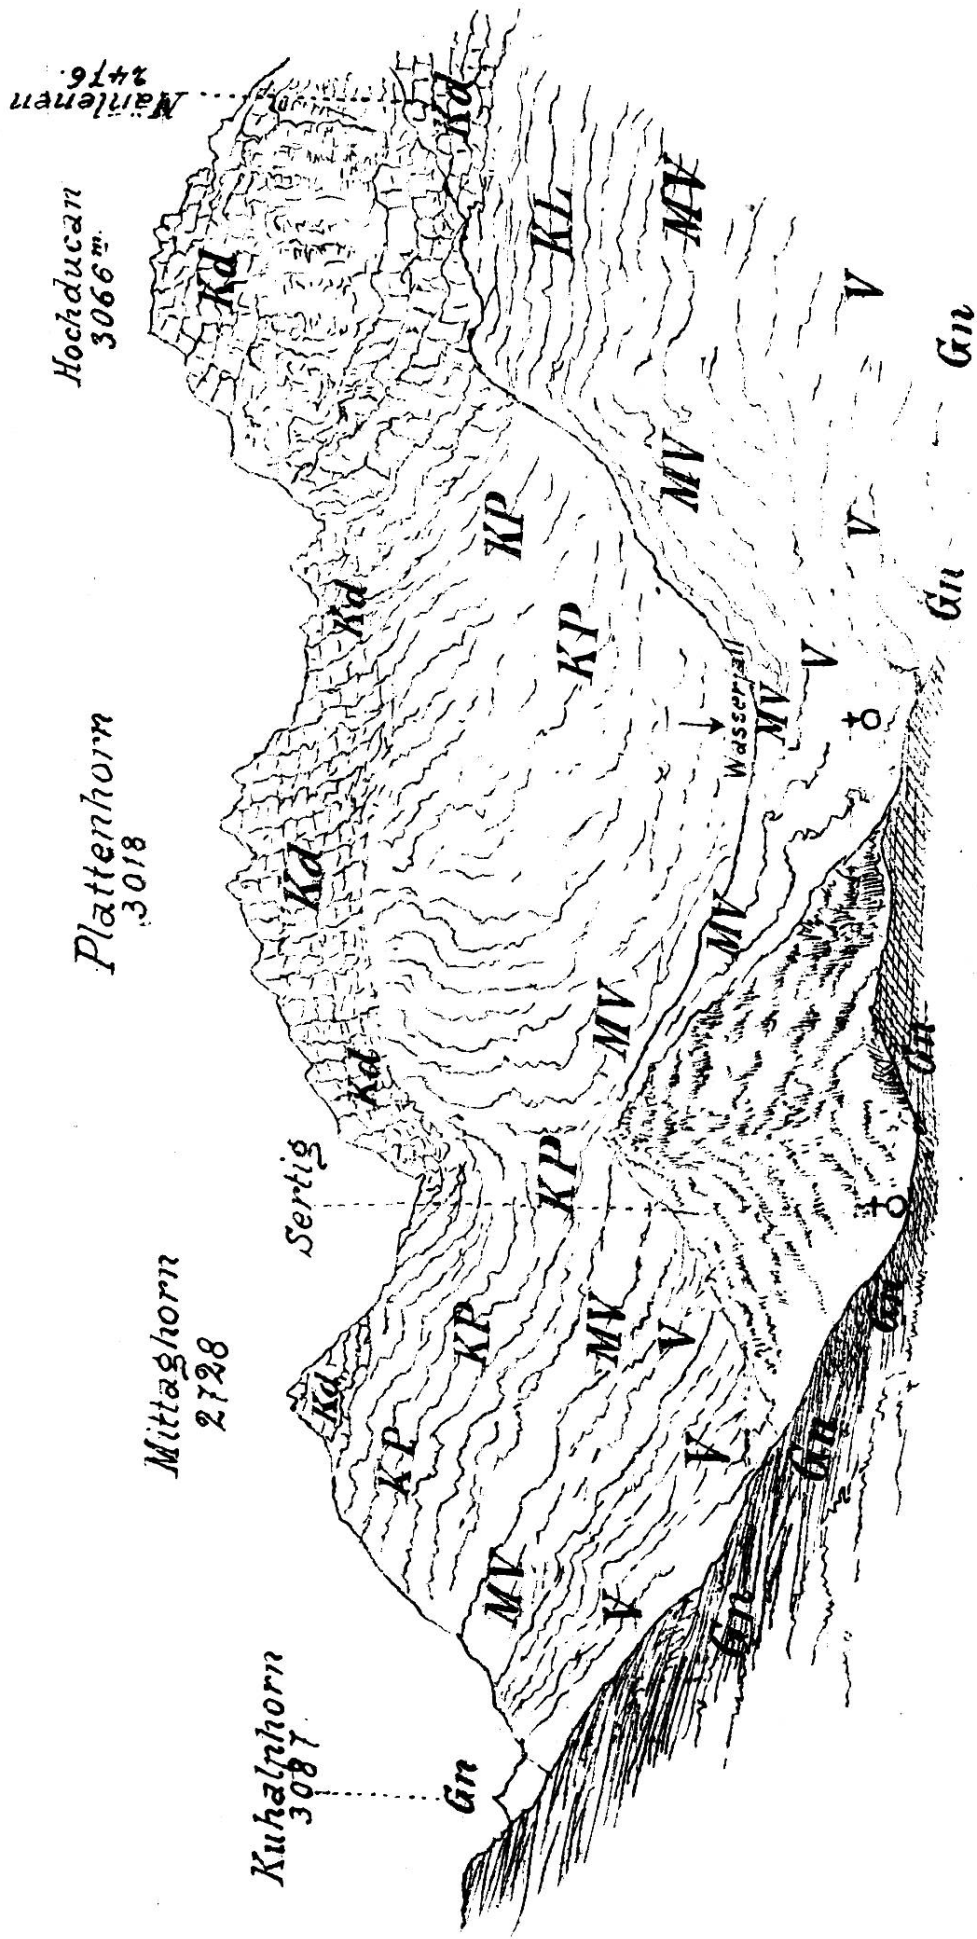 Kuhalphorn
3087.
Mittaghorn
2728
Sertig
Plattenhorn
3018
Hochducan
3066 m.
2476.
Gn
MV
KP
Kd
KP
Kd
Kd
Kd
Kd
Kd
KP
KP
KP
MV
KL
MV
MV
MV
V
V
V
MV
Wasserfall
MV
V
V
V
Gn
Gn
Gn
Gn
Gn
Gn